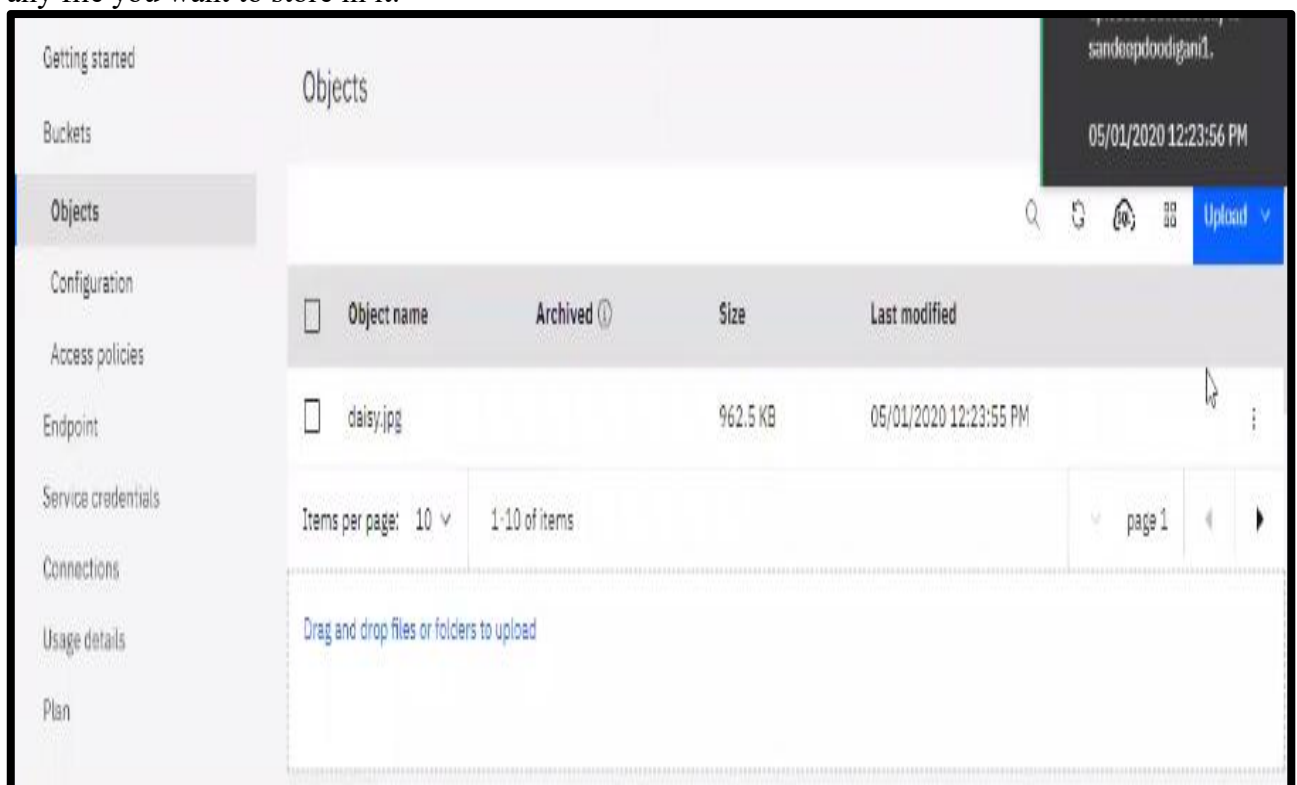 any file you want to store in it.
Getting started
Buckets
Objects
Configuration
Access policies
Endpoint
Service credentials
Connections
Usage details
Plan
Objects
sandeepdoodigani1.
05/01/2020 12:23:56 PM
SQL
Upload
Object name Archived Size Last modified
daisy.jpg 962.5 KB 05/01/2020 12:23:55 PM
Items per page: 10 1-10 of items page 1
Drag and drop files or folders to upload